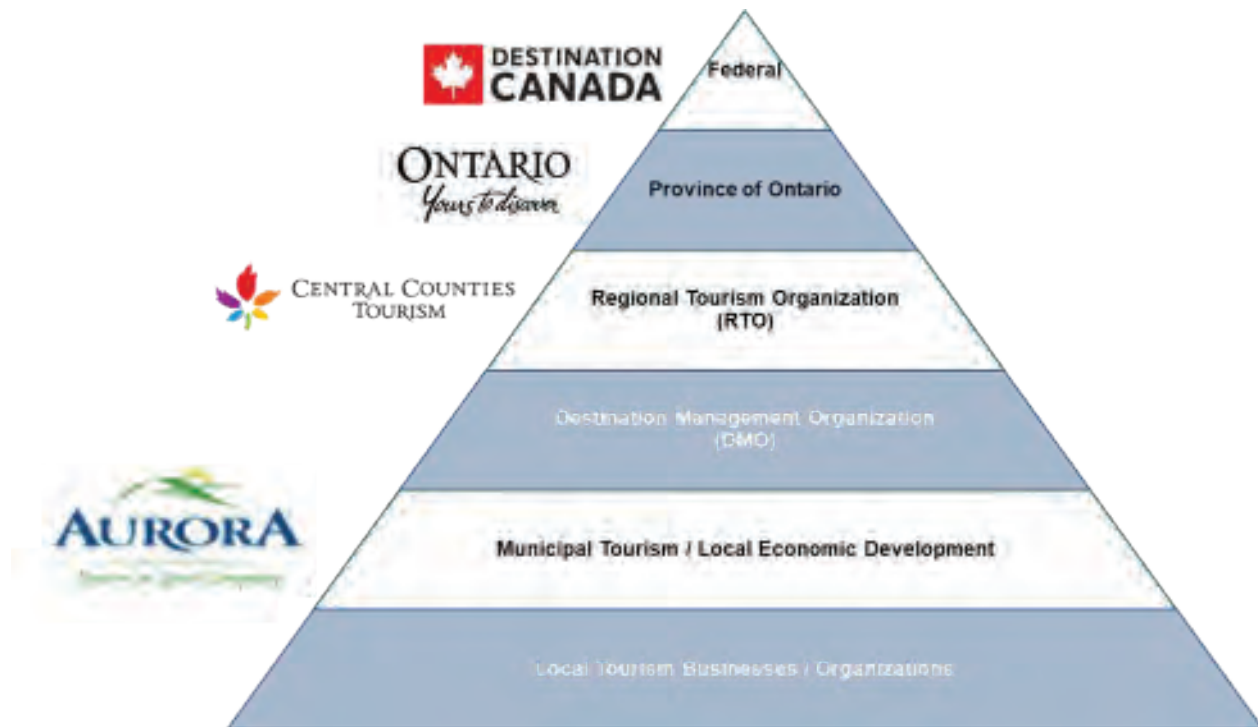 DESTINATION
CANADA
Federal
ONTARIO
Yours to discover
Province of Ontario
CENTRAL COUNTIES
TOURISM
Regional Tourism Organization
(RTO)
Destination Management Organization
(DMO)
AURORA
Municipal Tourism / Local Economic Development
Local Tourism Businesses / Organizations